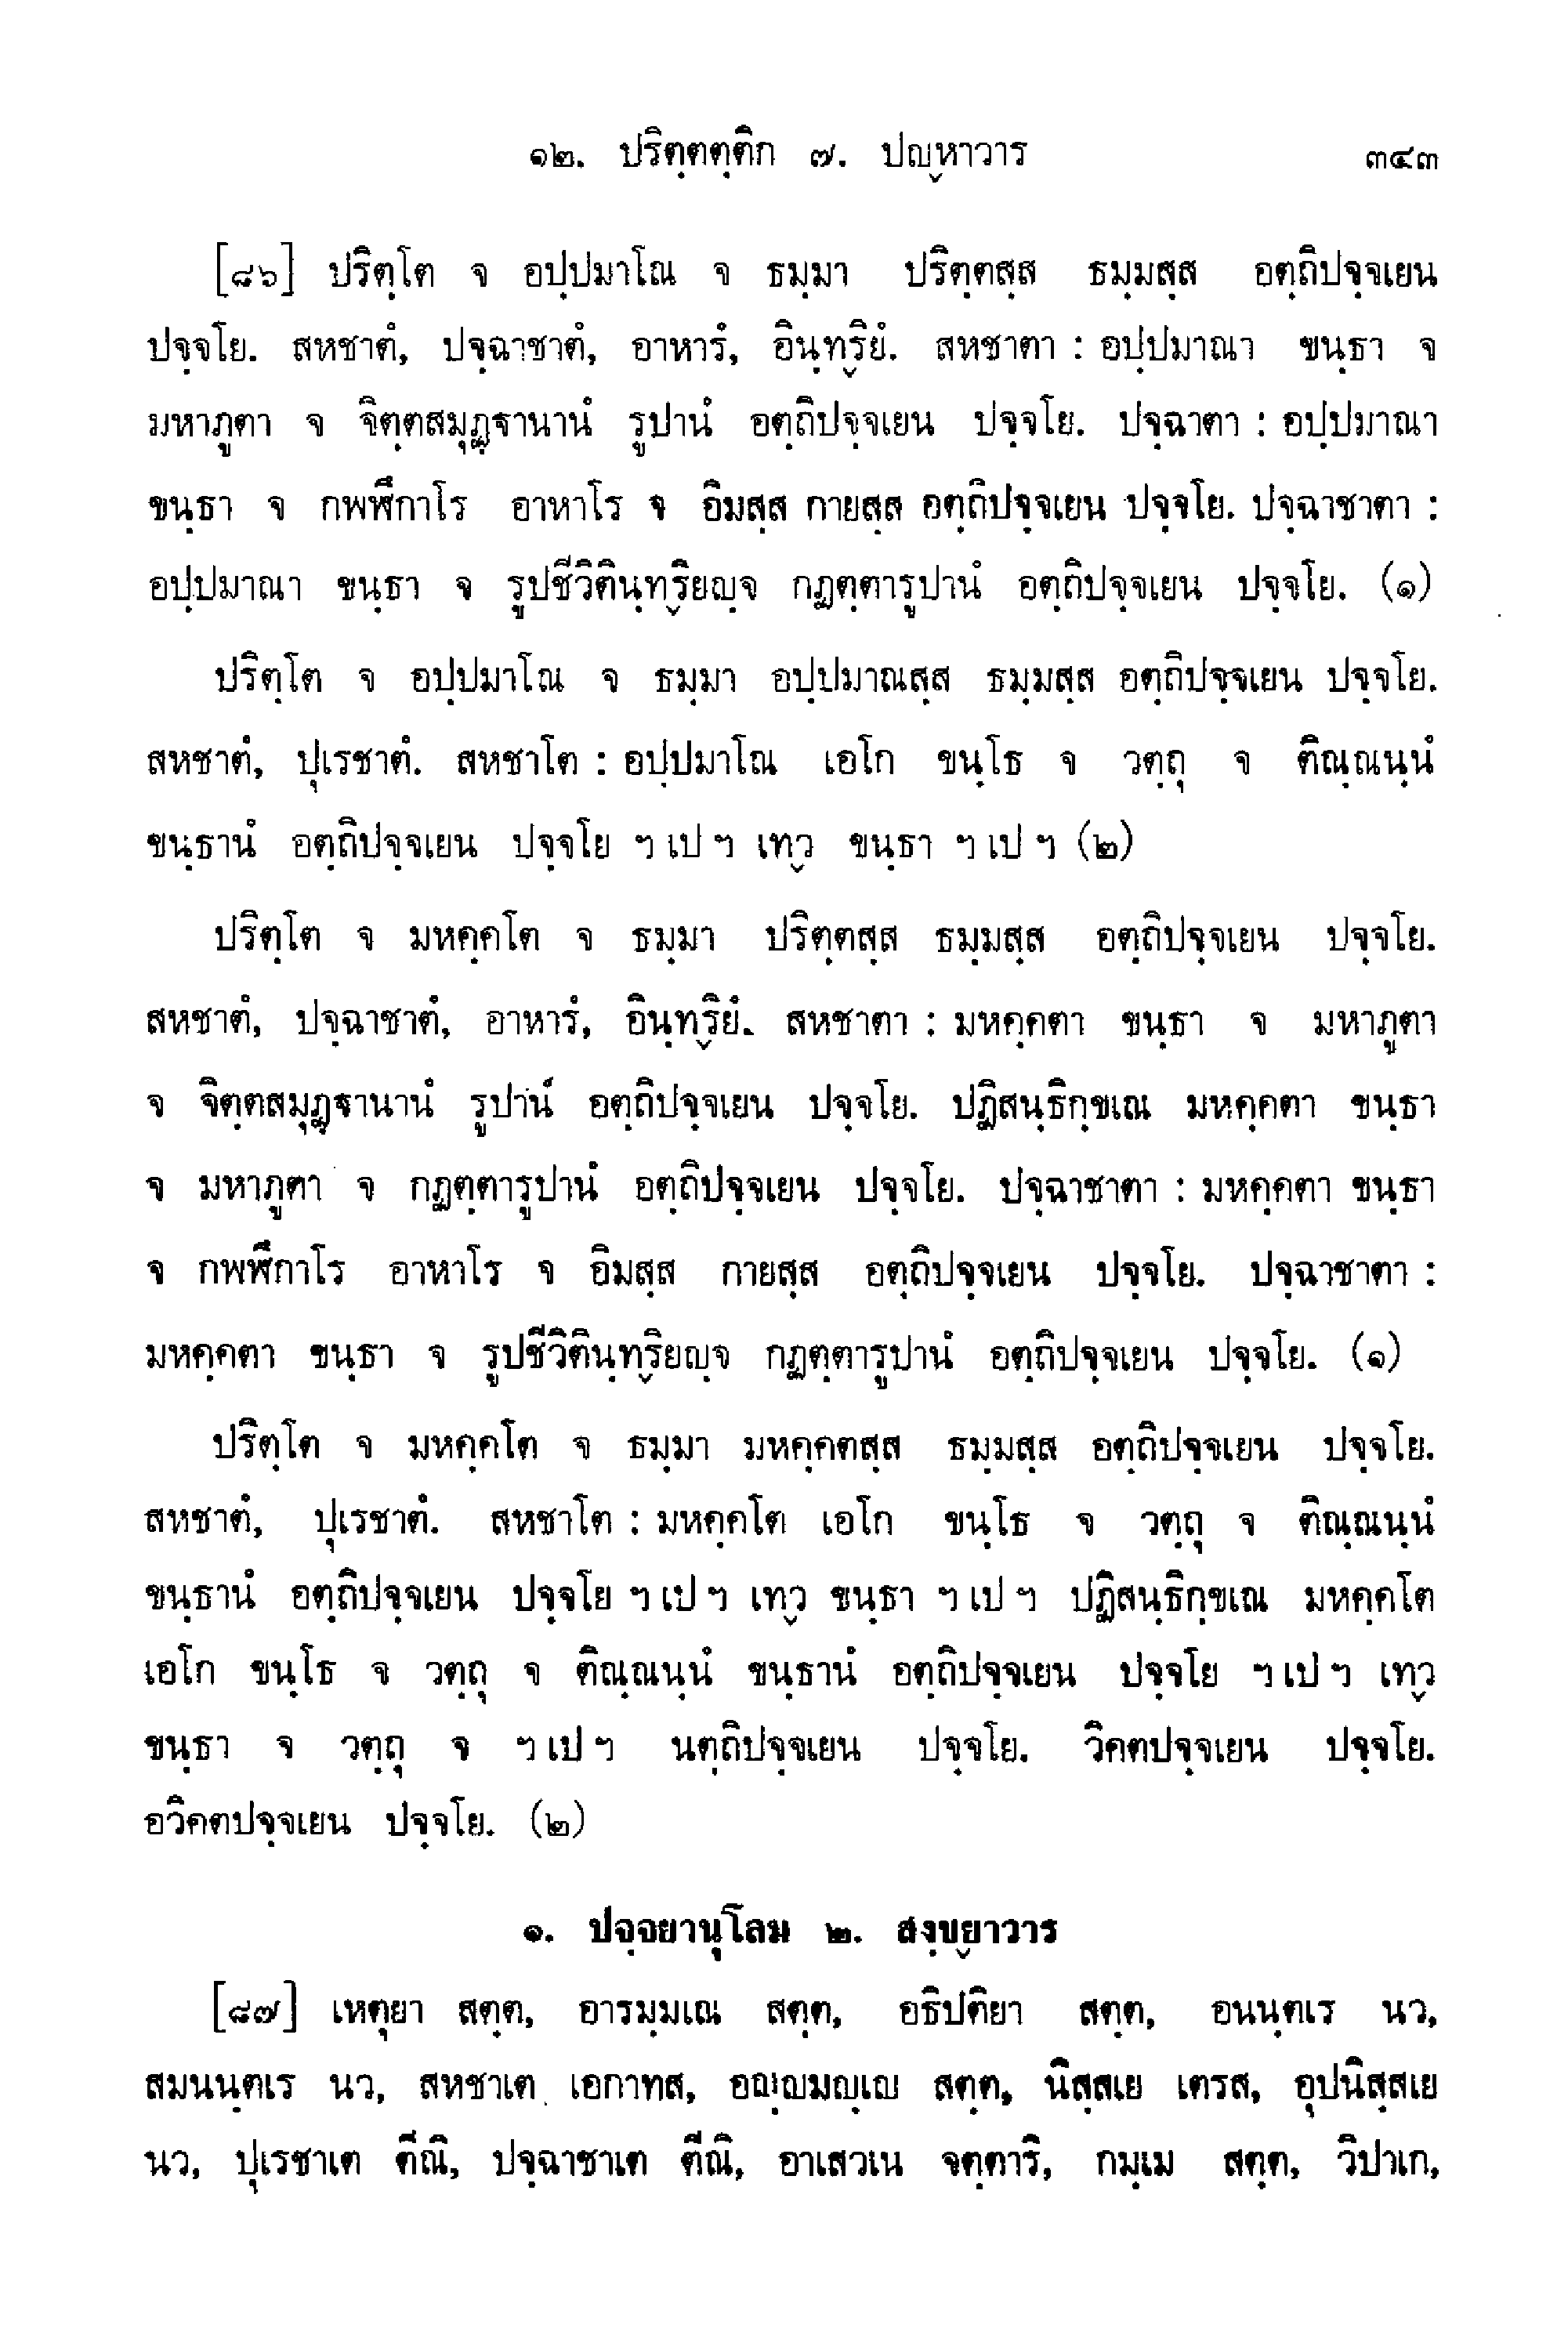 ๑๒. ปริตฺตตฺติก ๗. ปญฺหาวาร ๓๔๓
[๘๖] ปริตฺโต จ อปฺปมาโณ จ ธมฺมา ปริตฺตสฺส ธมฺมสฺส อตฺถิปจฺจเยน
ปจฺจโย. สหชาตํ, ปจฺฉาชาตํ, อาหารํ, อินฺทฺริยํ. สหชาตา : อปฺปมาณา ขนฺธา จ
มหาภูตา จ จิตฺตสมุฏฺฐานานํ รูปานํ อตฺถิปจฺจเยน ปจฺจโย. ปจฺฉาตา : อปฺปมาณา
ขนฺธา จ กพฬีกาโร อาหาโร จ อิมสฺส กายสฺส อตฺถิปจฺจเยน ปจฺจโย. ปจฺฉาชาตา :
อปฺปมาณา ขนฺธา จ รูปชีวิตินฺทฺริยญฺจ กฏตฺตารูปานํ อตฺถิปจฺจเยน ปจฺจโย. (๑)
ปริตฺโต จ อปฺปมาโณ จ ธมฺมา อปฺปมาณสฺส ธมฺมสฺส อตฺถิปจฺจเยน ปจฺจโย.
สหชาตํ, ปุเรชาตํ. สหชาโต : อปฺปมาโณ เอโก ขนฺโธ จ วตฺถุ จ ติณฺณนฺนํ
ขนฺธานํ อตฺถิปจฺจเยน ปจฺจโย ฯ เป ฯ เทฺว ขนฺธา ฯ เป ฯ (๒)
ปริตฺโต จ มหคฺคโต จ ธมฺมา ปริตฺตสฺส ธมฺมสฺส อตฺถิปจฺจเยน ปจฺจโย.
สหชาตํ, ปจฺฉาชาตํ, อาหารํ, อินฺทฺริยํ. สหชาตา : มหคฺคตา ขนฺธา จ มหาภูตา
จ จิตฺตสมุฏฺฐานานํ รูปานํ อตฺถิปจฺจเยน ปจฺจโย. ปฏิสนฺธิกฺขเณ มหคฺคตา ขนฺธา
จ มหาภูตา จ กฏตฺตารูปานํ อตฺถิปจฺจเยน ปจฺจโย. ปจฺฉาชาตา : มหคฺคตา ขนฺธา
จ กพฬีกาโร อาหาโร จ อิมสฺส กายสฺส อตฺถิปจฺจเยน ปจฺจโย. ปจฺฉาชาตา :
มหคฺคตา ขนฺธา จ รูปชีวิตินฺทฺริยญฺจ กฏตฺตารูปานํ อตฺถิปจฺจเยน ปจฺจโย. (๑)
ปริตฺโต จ มหคฺคโต จ ธมฺมา มหคฺคตสฺส ธมฺมสฺส อตฺถิปจฺจเยน ปจฺจโย.
สหชาตํ, ปุเรชาตํ. สหชาโต : มหคฺคโต เอโก ขนฺโธ จ วตฺถุ จ ติณฺณนฺนํ
ขนฺธานํ อตฺถิปจฺจเยน ปจฺจโย ฯ เป ฯ เทฺว ขนฺธา ฯ เป ฯ ปฏิสนฺธิกฺขเณ มหคฺคโต
เอโก ขนฺโธ จ วตฺถุ จ ติณฺณนฺนํ ขนฺธานํ อตฺถิปจฺจเยน ปจฺจโย ฯ เป ฯ เทฺว
ขนฺธา จ วตฺถุ จ ฯ เป ฯ นตฺถิปจฺจเยน ปจฺจโย. วิคตปจฺจเยน ปจฺจโย.
อวิคตปจฺจเยน ปจฺจโย. (๒)
๑. ปจฺจยานุโลม ๒. สงฺขฺยาวาร
[๘๗] เหตุยา สตฺต, อารมฺมเณ สตฺต, อธิปติยา สตฺต, อนนฺตเร นว,
สมนนฺตเร นว, สหชาเต เอกาทส, อญฺญมญฺเญ สตฺต, นิสฺสเย เตรส, อุปนิสฺสเย
นว, ปุเรชาเต ตีณิ, ปจฺฉาชาเต ตีณิ, อาเสวเน จตฺตาริ, กมฺเม สตฺต, วิปาเก,